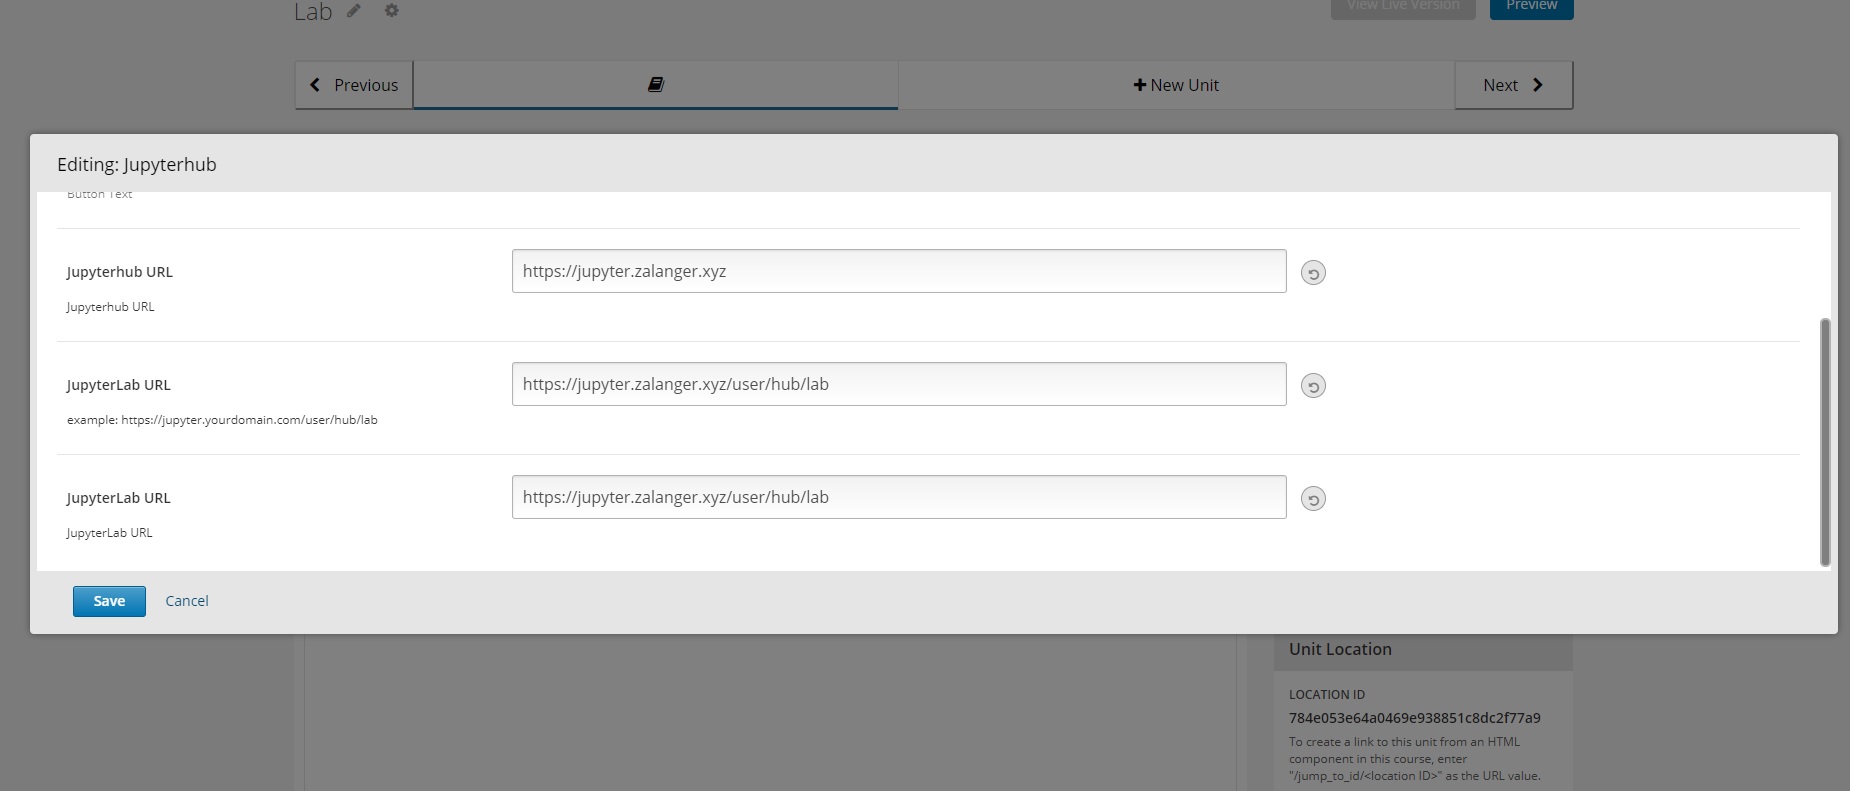 Lab
View Live Version
Preview
Previous
New Unit
Next
Editing: Jupyterhub
Button Text
Jupyterhub URL
https://jupyter.zalanger.xyz
Jupyterhub URL
JupyterLab URL
https://jupyter.zalanger.xyz/user/hub/lab
example: https://jupyter.yourdomain.com/user/hub/lab
JupyterLab URL
https://jupyter.zalanger.xyz/user/hub/lab
JupyterLab URL
Save
Cancel
Unit Location
LOCATION ID
784e053e64a0469e938851c8dc2f77a9
To create a link to this unit from an HTML
component in this course, enter
"/jump_to_id/<location ID>" as the URL value.